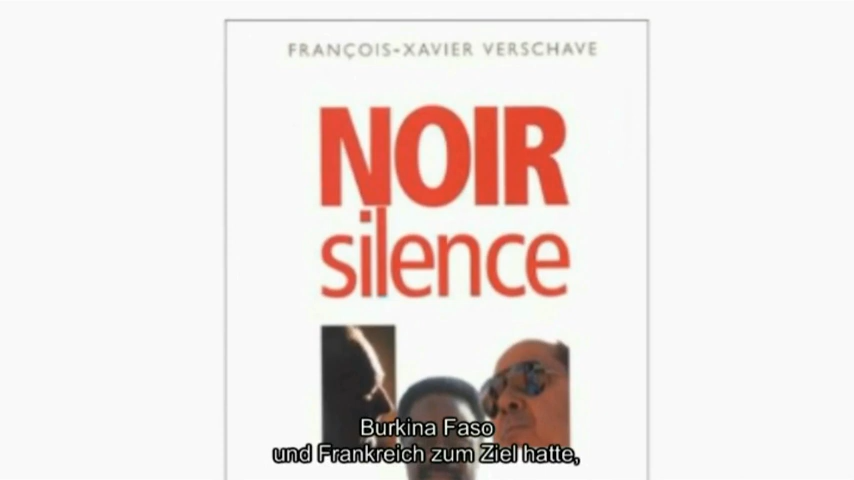 FRANÇOIS-XAVIER VERSCHAVE
NOIR
silence
Burkina Faso
und Frankreich zum Ziel hatte,